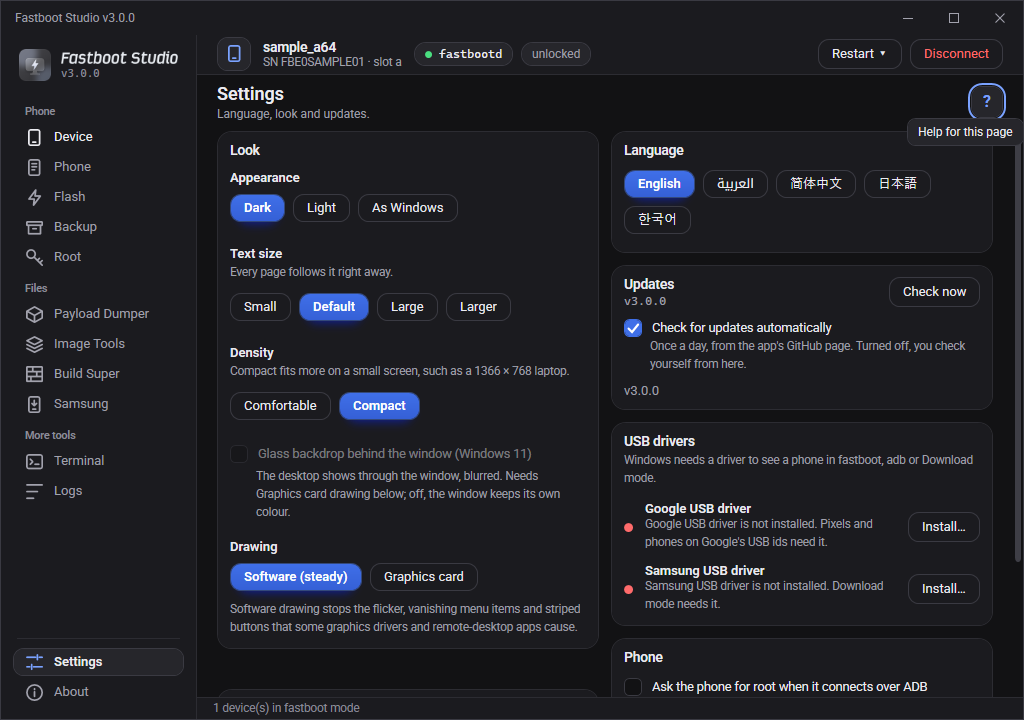 Fastboot Studio v3.0.0
Fastboot Studio
v3.0.0
Phone
Device
Phone
Flash
Backup
Root
Files
Payload Dumper
Image Tools
Build Super
Samsung
More tools
Terminal
Logs
Settings
About
sample_a64
SN FBE0SAMPLE01 · slot a
fastbootd
unlocked
Restart ▾
Disconnect
Settings
Language, look and updates.
?
Help for this page
Look
Appearance
Dark
Light
As Windows
Text size
Every page follows it right away.
Small
Default
Large
Larger
Density
Compact fits more on a small screen, such as a 1366 × 768 laptop.
Comfortable
Compact
Glass backdrop behind the window (Windows 11)
The desktop shows through the window, blurred. Needs
Graphics card drawing below; off, the window keeps its own
colour.
Drawing
Software (steady)
Graphics card
Software drawing stops the flicker, vanishing menu items and striped
buttons that some graphics drivers and remote-desktop apps cause.
Language
English
العربية
简体中文
日本語
한국어
Updates
v3.0.0
Check now
Check for updates automatically
Once a day, from the app's GitHub page. Turned off, you check
yourself from here.
v3.0.0
USB drivers
Windows needs a driver to see a phone in fastboot, adb or Download
mode.
Google USB driver
Google USB driver is not installed. Pixels and
phones on Google's USB ids need it.
Install...
Samsung USB driver
Samsung USB driver is not installed. Download
mode needs it.
Install...
Phone
Ask the phone for root when it connects over ADB
1 device(s) in fastboot mode